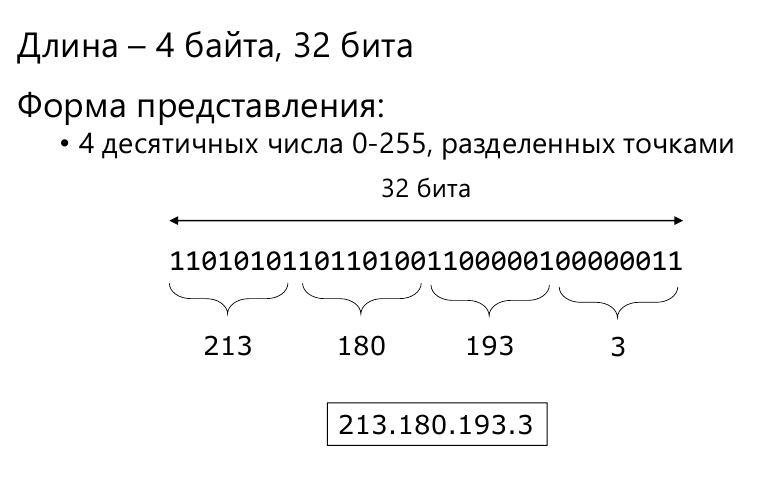 Длина – 4 байта, 32 бита
Форма представления:
• 4 десятичных числа 0-255, разделенных точками
32 бита
11010101101101001100000100000011
213 180 193 3
213.180.193.3